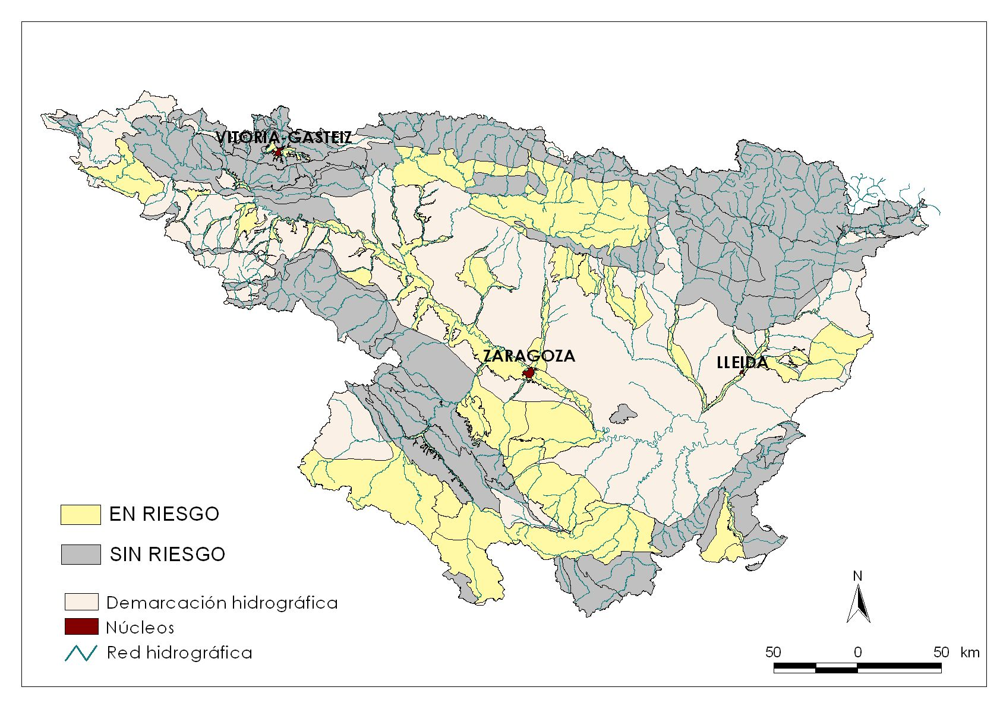 VITORIA-GASTEIZ
ZARAGOZA
LLEIDA
EN RIESGO
SIN RIESGO
Demarcación hidrográfica
Núcleos
Red hidrográfica
N
50 0 50 km